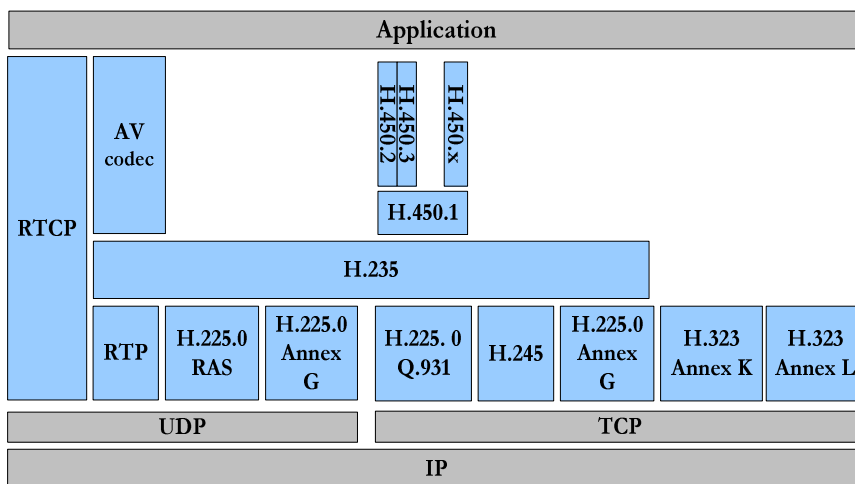 Application
RTCP
AV
codec
H.450.2
H.450.3
H.450.x
H.450.1
H.235
RTP
H.225.0
RAS
H.225.0
Annex
G
H.225. 0
Q.931
H.245
H.225.0
Annex
G
H.323
Annex K
H.323
Annex L
UDP
TCP
IP